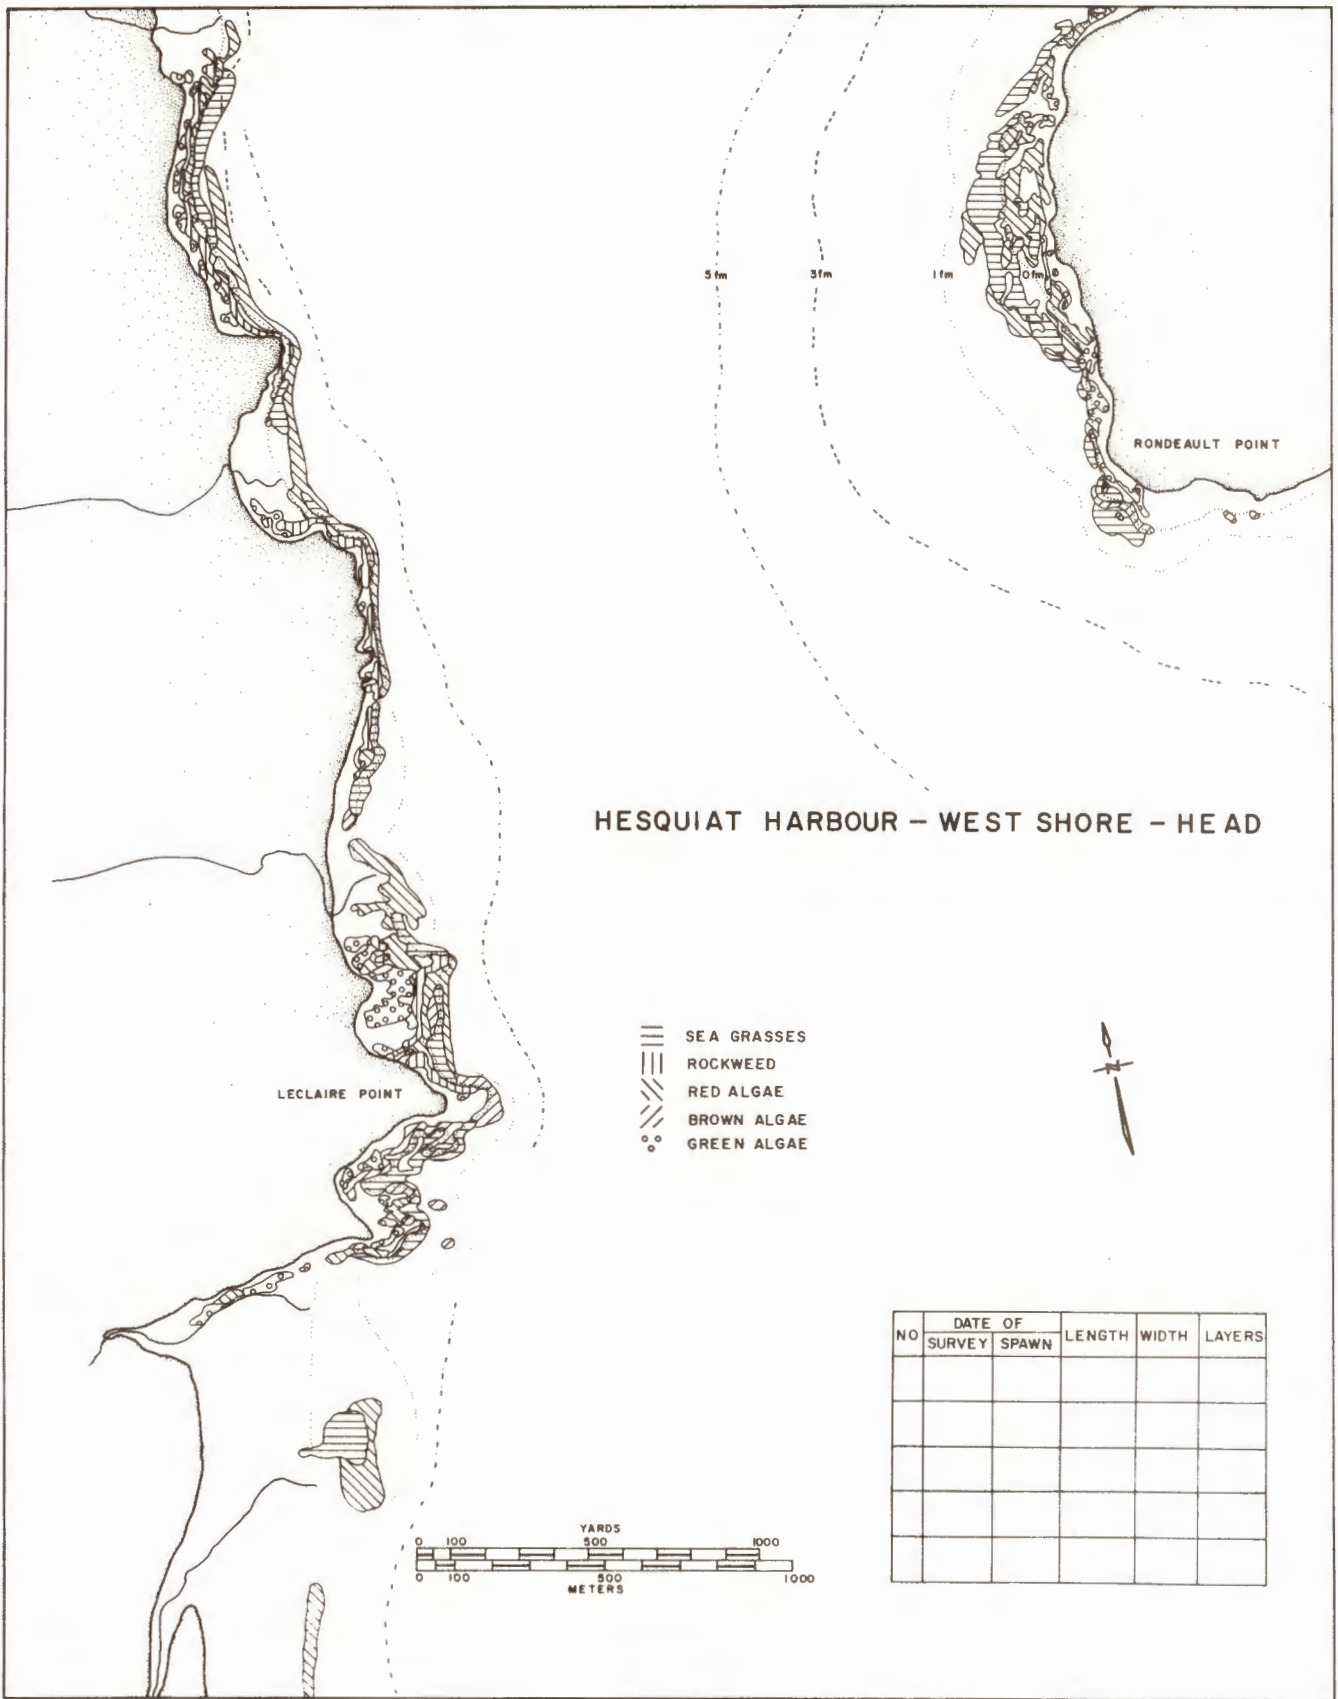 5 fm 3 fm 1 fm 0 fm
RONDEAULT POINT
HESQUIAT HARBOUR – WEST SHORE – HEAD
SEA GRASSES
ROCKWEED
RED ALGAE
BROWN ALGAE
GREEN ALGAE
N
LECLAIRE POINT
NO DATE OF LENGTH WIDTH LAYERS
SURVEY SPAWN
YARDS
0 100 500 1000
0 100 500 1000
METERS